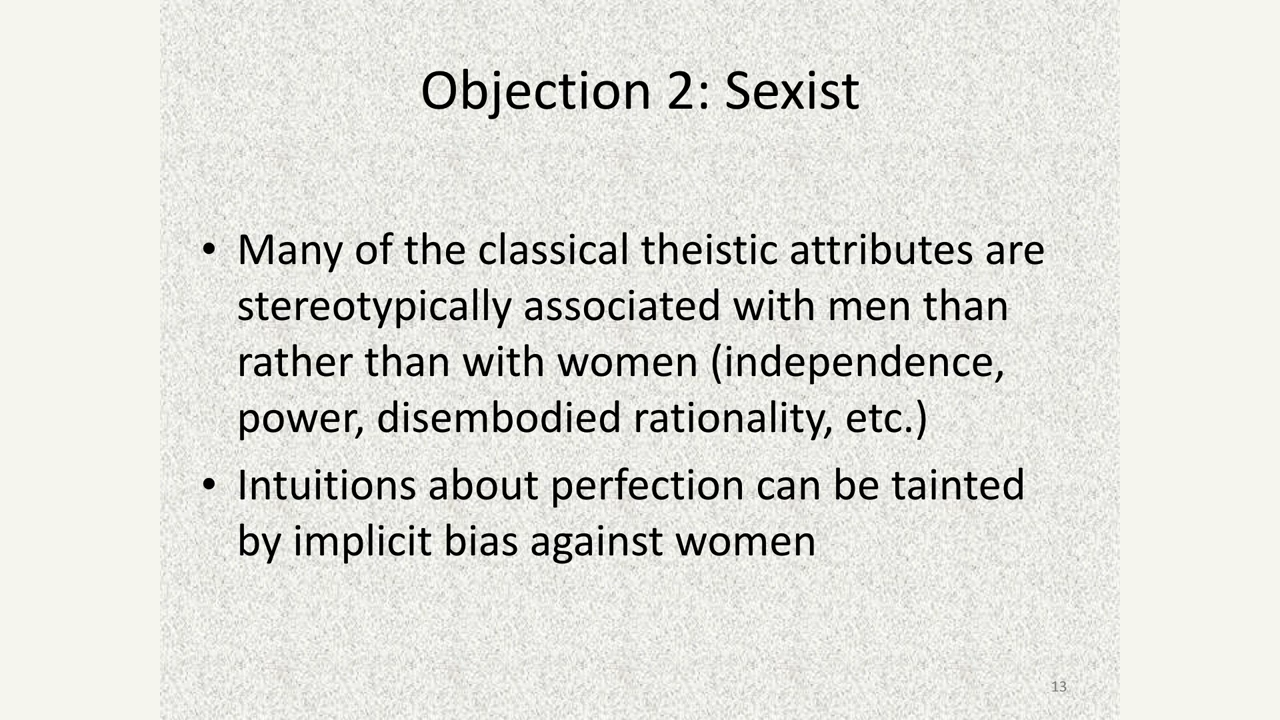 Objection 2: Sexist
• Many of the classical theistic attributes are
stereotypically associated with men than
rather than with women (independence,
power, disembodied rationality, etc.)
• Intuitions about perfection can be tainted
by implicit bias against women
13